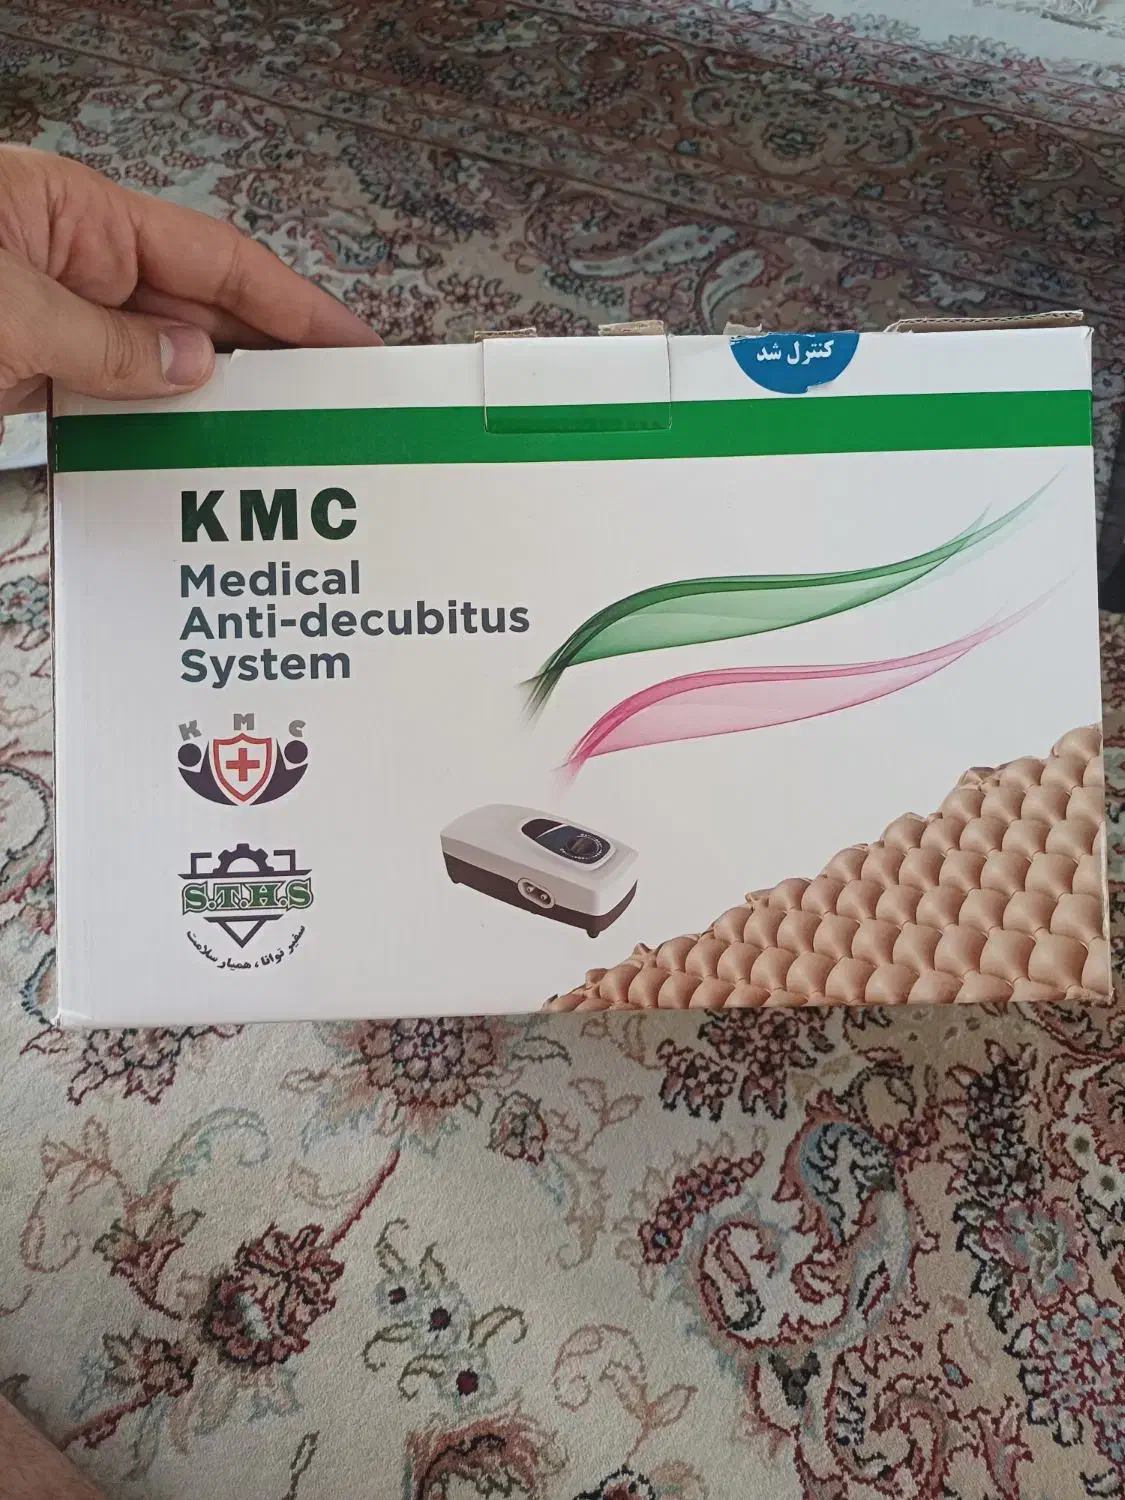 کنترل شد
KMC
Medical
Anti-decubitus
System
K M C
S.T.H.S
سفیر توانا ، همیار سلامت